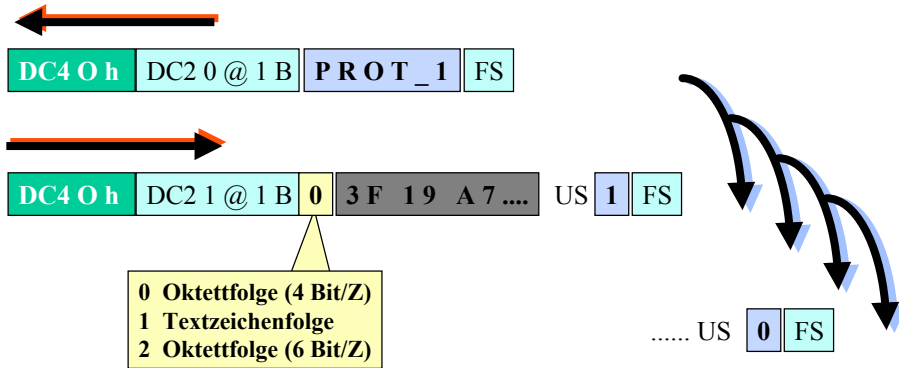 DC4 O h DC2 0 @ 1 B P R O T _ 1 FS
DC4 O h DC2 1 @ 1 B 0 3 F 1 9 A 7 .... US 1 FS
0 Oktettfolge (4 Bit/Z)
1 Textzeichenfolge
2 Oktettfolge (6 Bit/Z)
...... US 0 FS